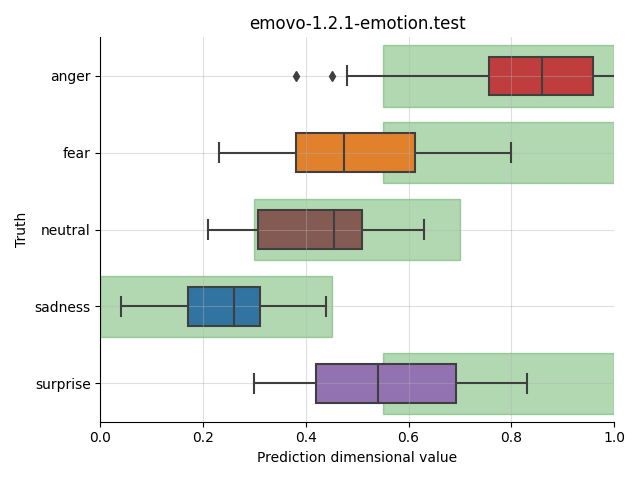 emovo-1.2.1-emotion.test
Truth
anger
fear
neutral
sadness
surprise
0.0 0.2 0.4 0.6 0.8 1.0
Prediction dimensional value